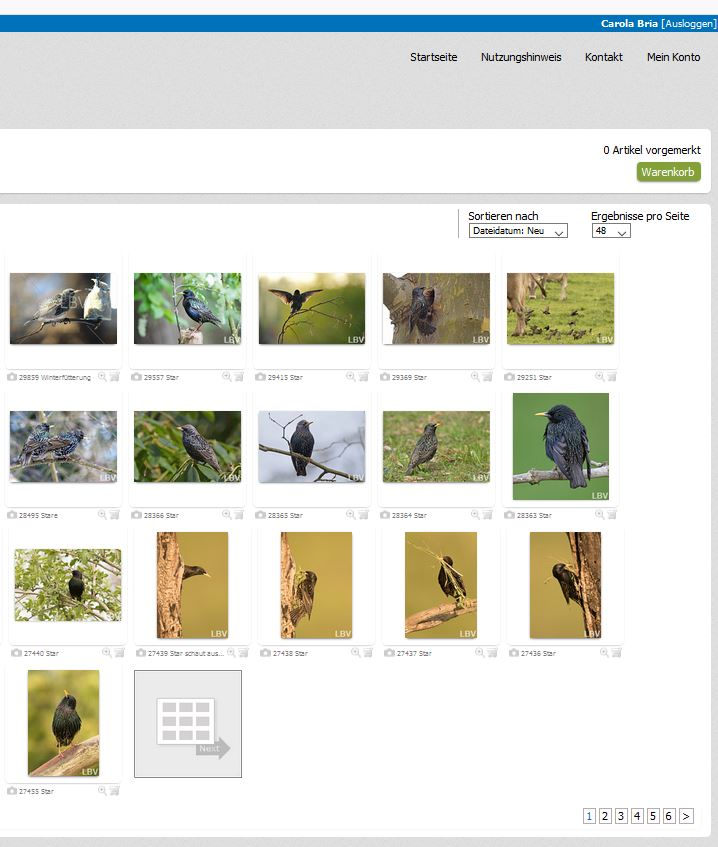 Carola Bria [Ausloggen]
Startseite Nutzungshinweis Kontakt Mein Konto
0 Artikel vorgemerkt
Warenkorb
Sortieren nach Ergebnisse pro Seite
Dateidatum: Neu 48
LBV
LBV
LBV
LBV
LBV
29859 Winterfütterung 29557 Star 29415 Star 29369 Star 29251 Star
LBV
LBV
LBV
LBV
LBV
28495 Stare 28366 Star 28365 Star 28364 Star 28363 Star
LBV
LBV
LBV
LBV
27440 Star 27439 Star schaut aus... 27438 Star 27437 Star 27436 Star
Next
LBV
27455 Star
1 2 3 4 5 6 >